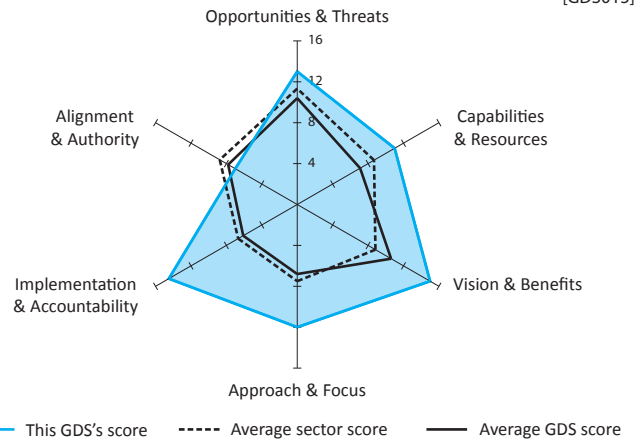 Opportunities & Threats
16
12
8
4
Alignment
& Authority
Capabilities
& Resources
Implementation
& Accountability
Vision & Benefits
Approach & Focus
This GDS's score
Average sector score
Average GDS score